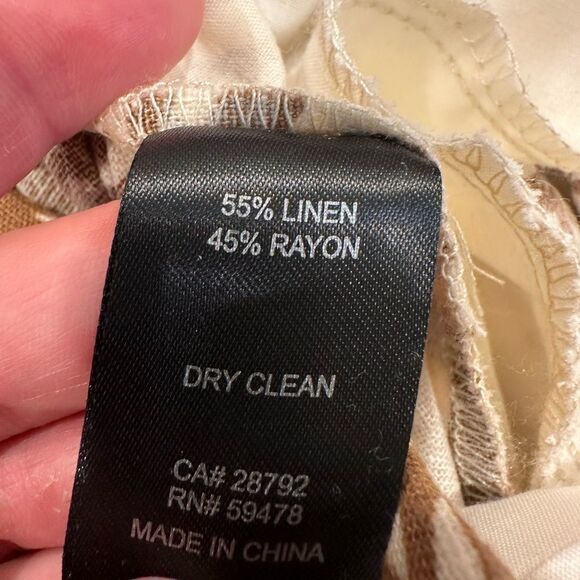 55% LINEN
45% RAYON
DRY CLEAN
CA# 28792
RN# 59478
MADE IN CHINA